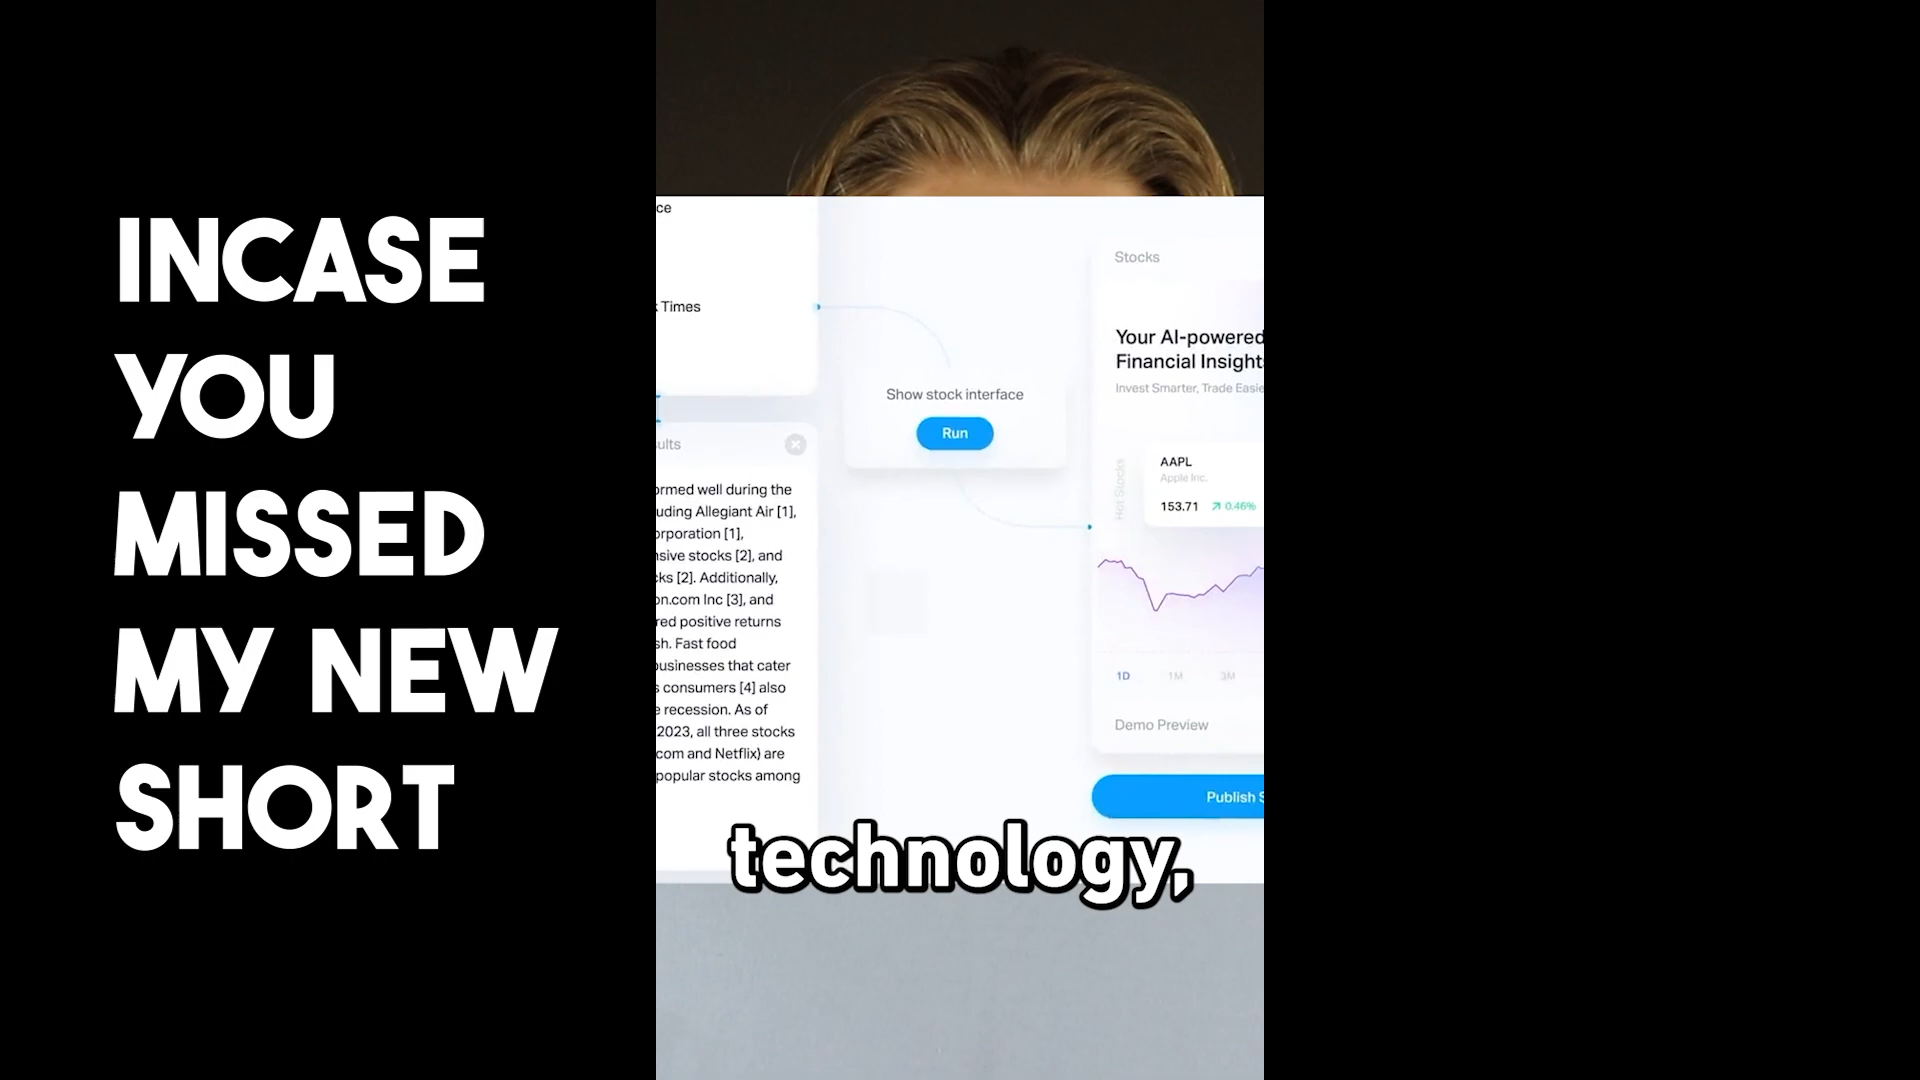 INCASE
YOU
MISSED
MY NEW
SHORT
ce
Times
ults
ormed well during the
uding Allegiant Air [1],
orporation [1],
nsive stocks [2], and
cks [2]. Additionally,
on.com Inc [3], and
red positive returns
sh. Fast food
businesses that cater
s consumers [4] also
e recession. As of
2023, all three stocks
com and Netflix) are
popular stocks among
Show stock interface
Run
Stocks
Your AI-powered
Financial Insights
Invest Smarter, Trade Easie
Hot Stocks
AAPL
Apple Inc.
153.71 0.46%
1D 1M 3M
Demo Preview
Publish S
technology,